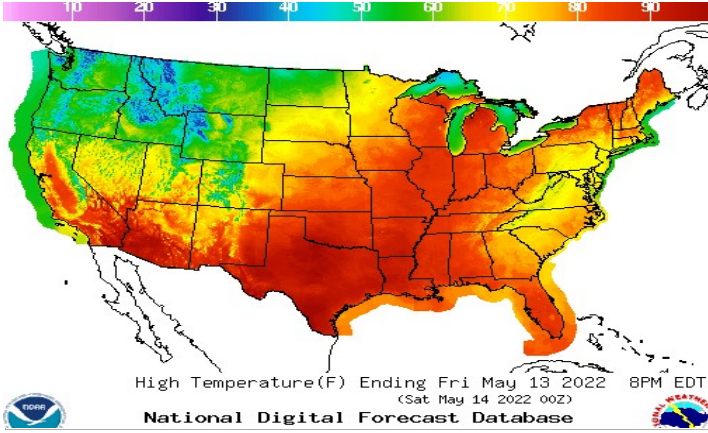 10 20 30 40 50 60 70 80 90
High Temperature(F) Ending Fri May 13 2022 8PM EDT
(Sat May 14 2022 00Z)
National Digital Forecast Database
noaa